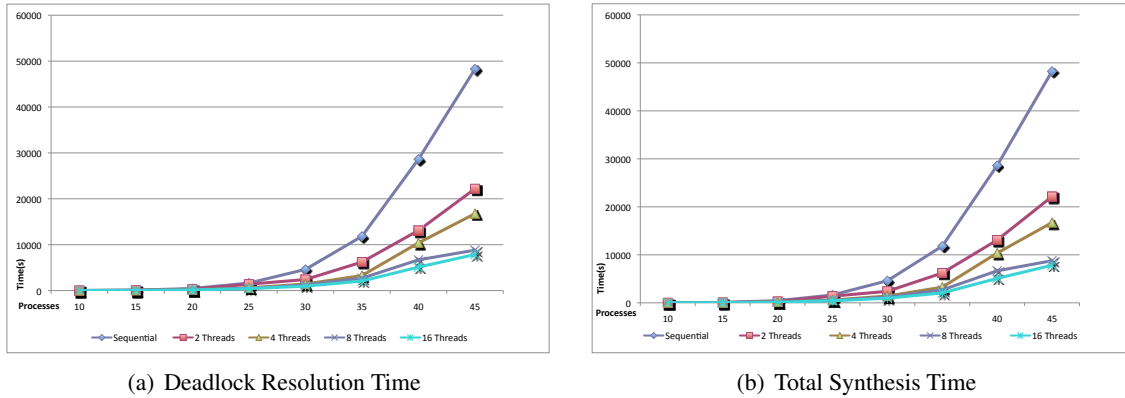 60000
50000
40000
30000
20000
10000
0
Time(s)
Processes
10 15 20 25 30 35 40 45
Sequential 2 Threads 4 Threads 8 Threads 16 Threads
(a) Deadlock Resolution Time
60000
50000
40000
30000
20000
10000
0
Time(s)
Processes
10 15 20 25 30 35 40 45
Sequential 2 Threads 4 Threads 8 Threads 16 Threads
(b) Total Synthesis Time